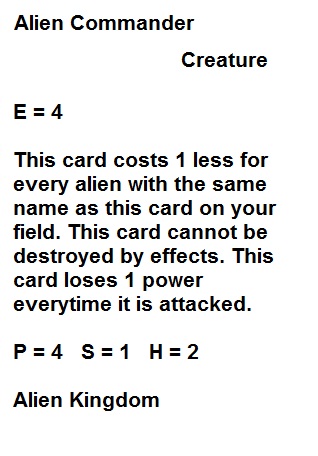 Alien Commander
Creature
E = 4
This card costs 1 less for
every alien with the same
name as this card on your
field. This card cannot be
destroyed by effects. This
card loses 1 power
everytime it is attacked.
P = 4 S = 1 H = 2
Alien Kingdom